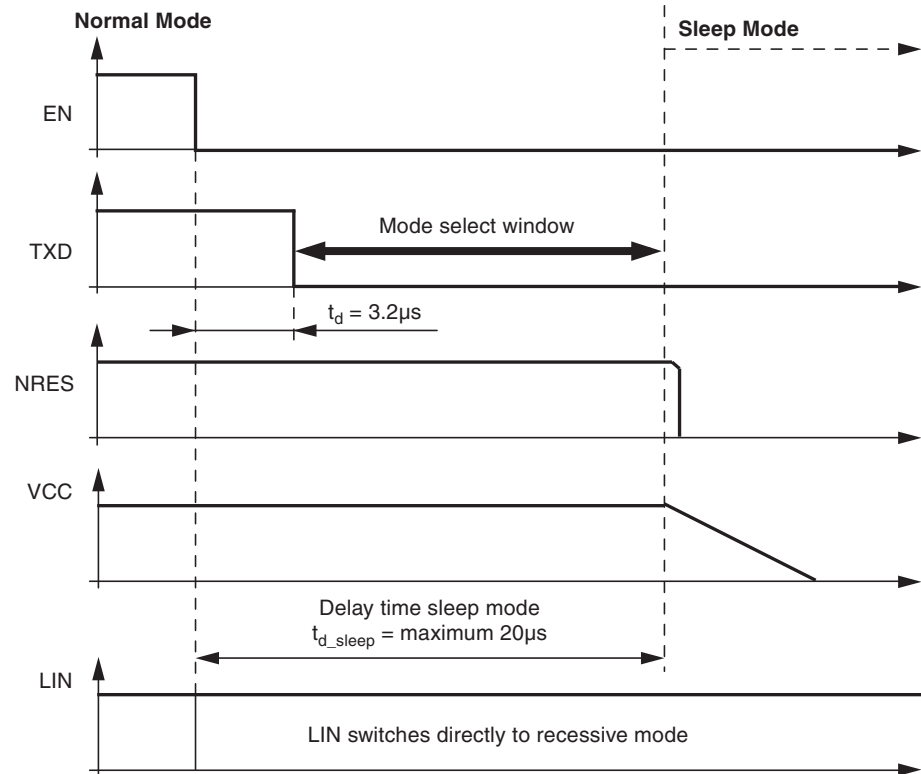 Normal Mode
Sleep Mode
EN
TXD
Mode select window
t_d = 3.2µs
NRES
VCC
Delay time sleep mode
t_d_sleep = maximum 20µs
LIN
LIN switches directly to recessive mode